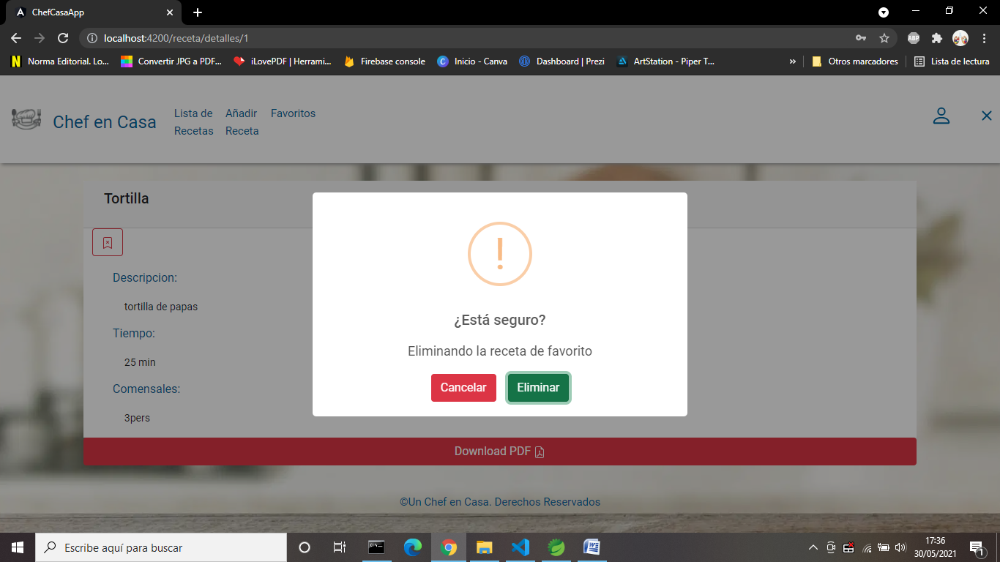 ChefCasaApp
localhost:4200/receta/detalles/1
ABP
Norma Editorial. Lo... Convertir JPG a PDF... iLovePDF | Herrami... Firebase console Inicio - Canva Dashboard | Prezi ArtStation - Piper T... » Otros marcadores Lista de lectura
Chef en Casa
Lista de Recetas
Añadir Receta
Favoritos
Tortilla
Descripcion:
tortilla de papas
Tiempo:
25 min
Comensales:
3pers
¿Está seguro?
Eliminando la receta de favorito
Cancelar Eliminar
Download PDF
©Un Chef en Casa. Derechos Reservados
Escribe aquí para buscar
17:36
30/05/2021
1